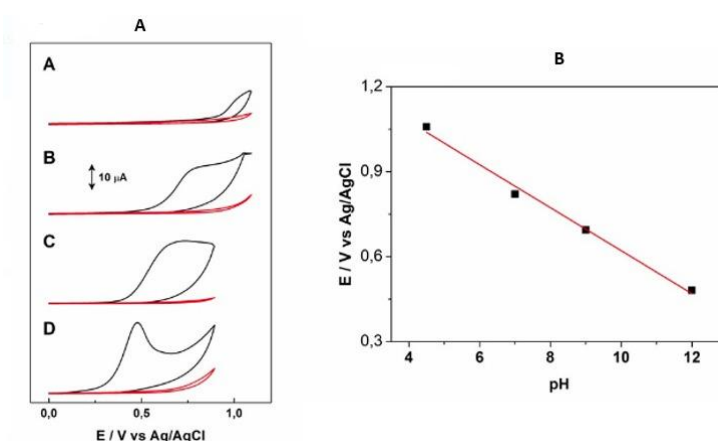 A
A
B
10 µA
C
D
0,0 0,5 1,0
E / V vs Ag/AgCl
B
1,2
0,9
0,6
0,3
E / V vs Ag/AgCl
4 6 8 10 12
pH